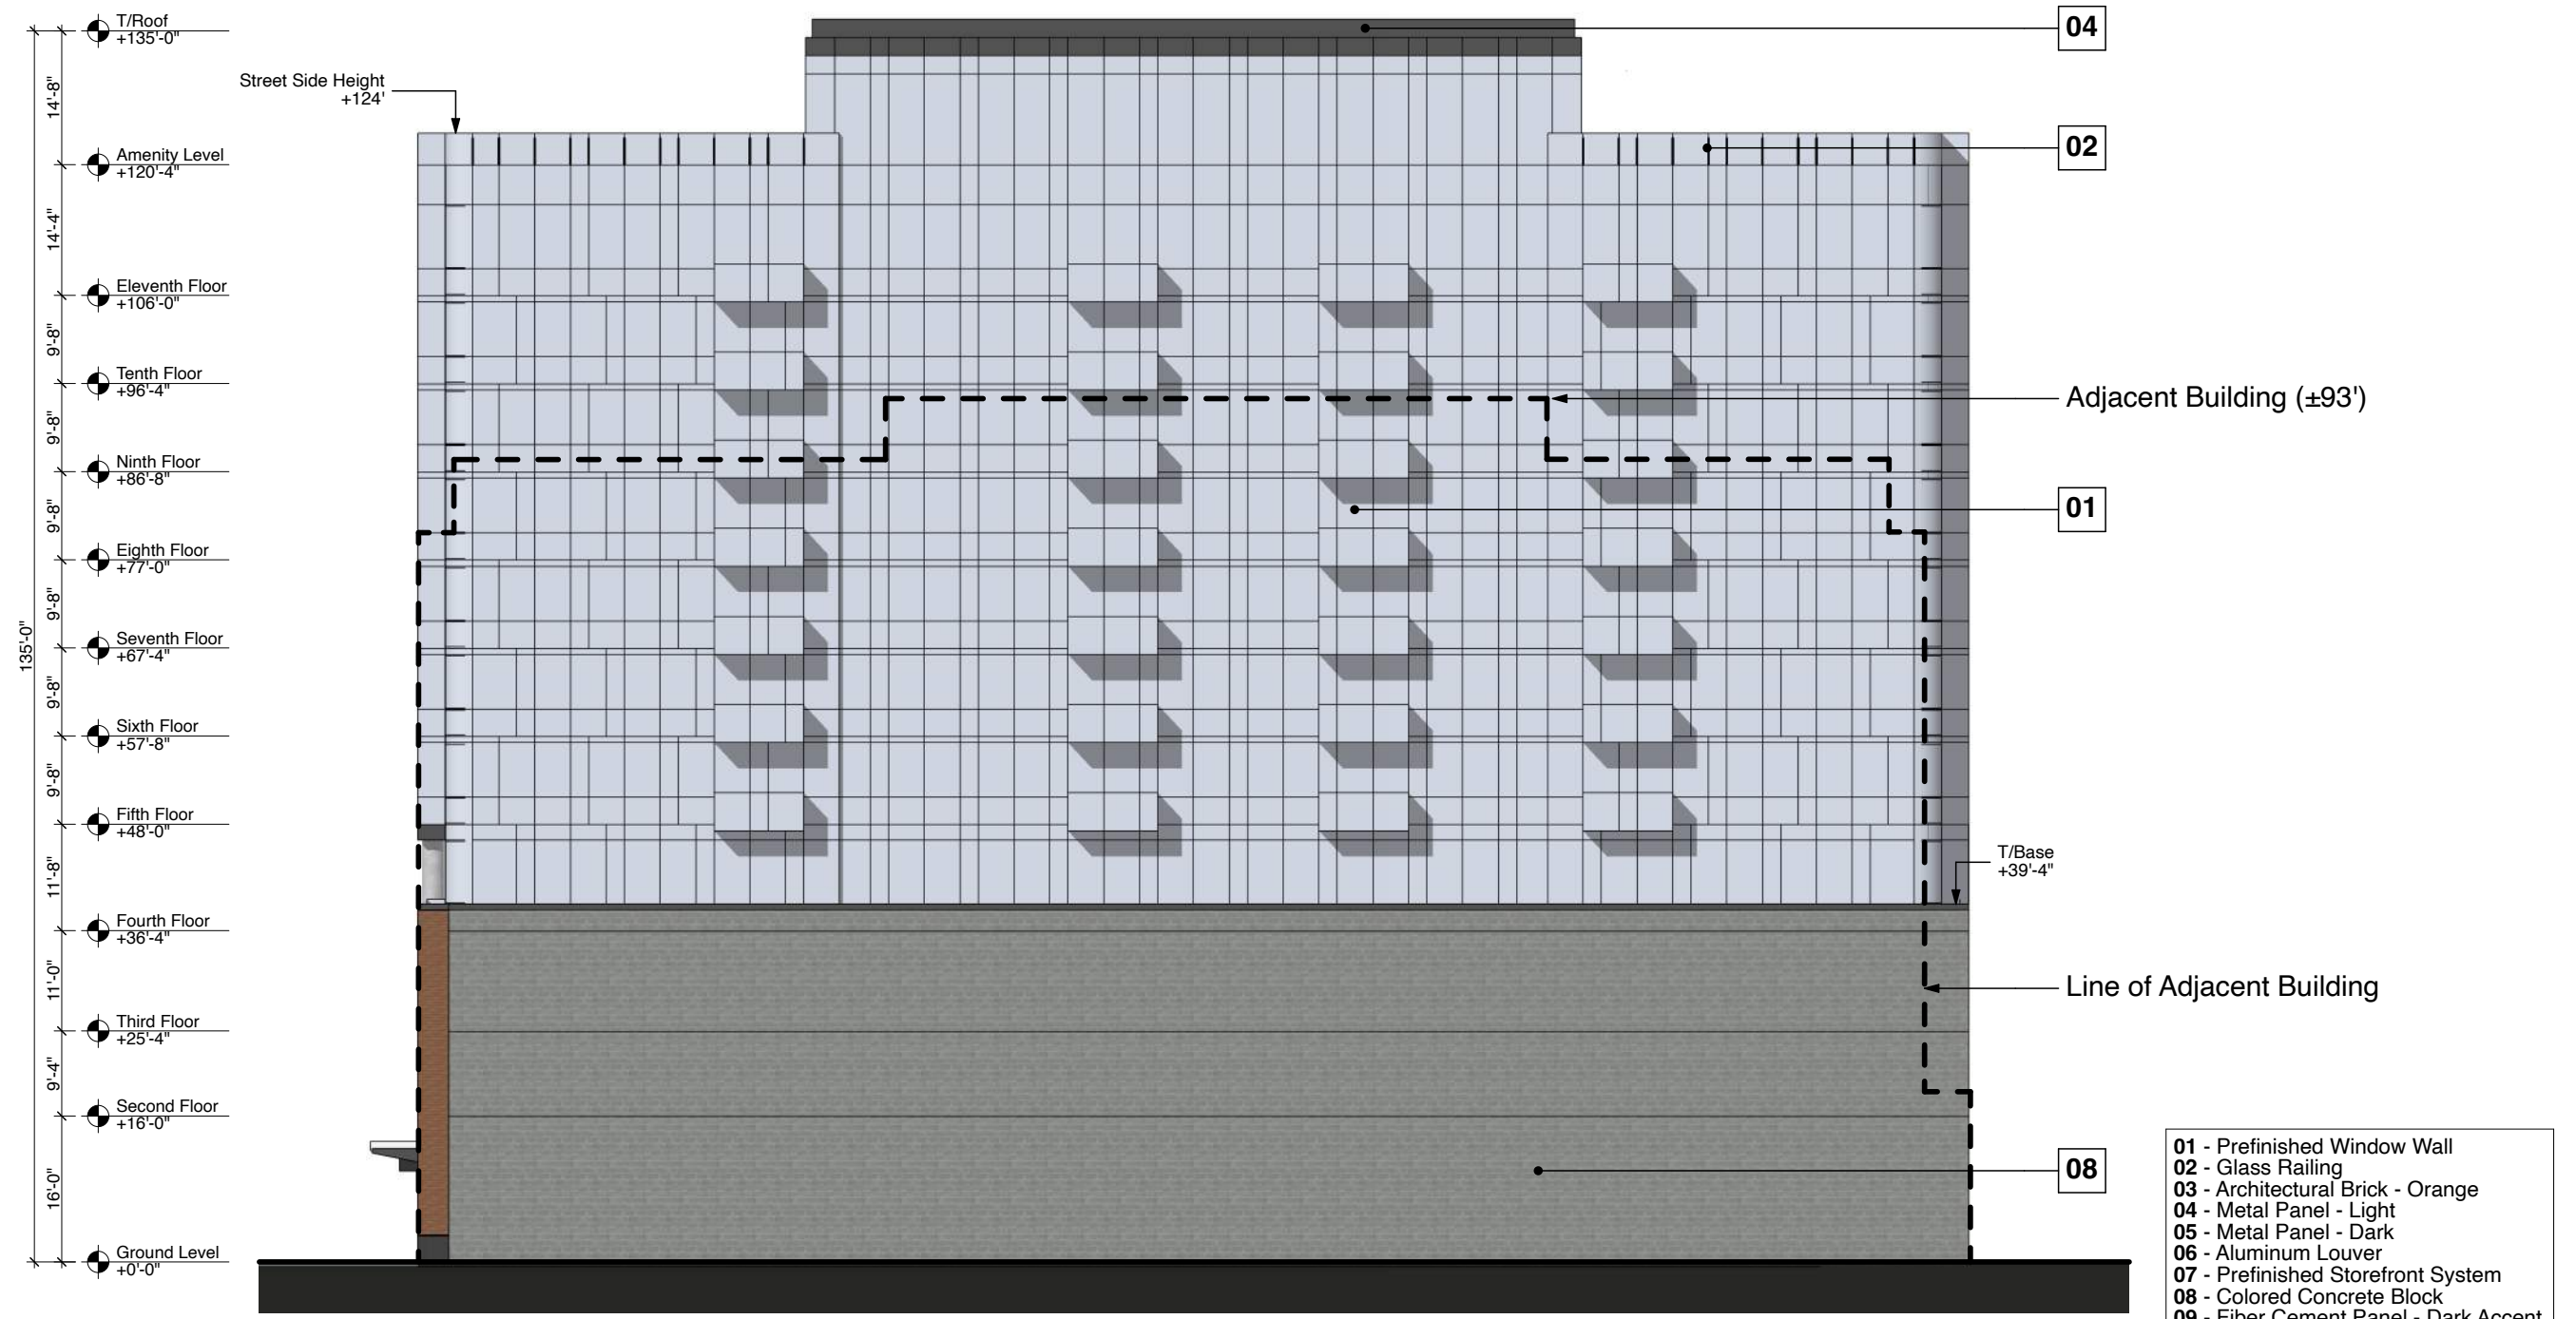 T/Roof
+135'-0"
04
Street Side Height
+124'
14'-8"
Amenity Level
+120'-4"
02
14'-4"
Eleventh Floor
+106'-0"
9'-8"
Tenth Floor
+96'-4"
Adjacent Building (±93')
9'-8"
Ninth Floor
+86'-8"
01
9'-8"
Eighth Floor
+77'-0"
9'-8"
135'-0"
Seventh Floor
+67'-4"
9'-8"
Sixth Floor
+57'-8"
9'-8"
Fifth Floor
+48'-0"
T/Base
+39'-4"
11'-8"
Fourth Floor
+36'-4"
11'-0"
Line of Adjacent Building
Third Floor
+25'-4"
9'-4"
Second Floor
+16'-0"
08
16'-0"
Ground Level
+0'-0"
01 - Prefinished Window Wall
02 - Glass Railing
03 - Architectural Brick - Orange
04 - Metal Panel - Light
05 - Metal Panel - Dark
06 - Aluminum Louver
07 - Prefinished Storefront System
08 - Colored Concrete Block
09 - Fiber Cement Panel - Dark Accent